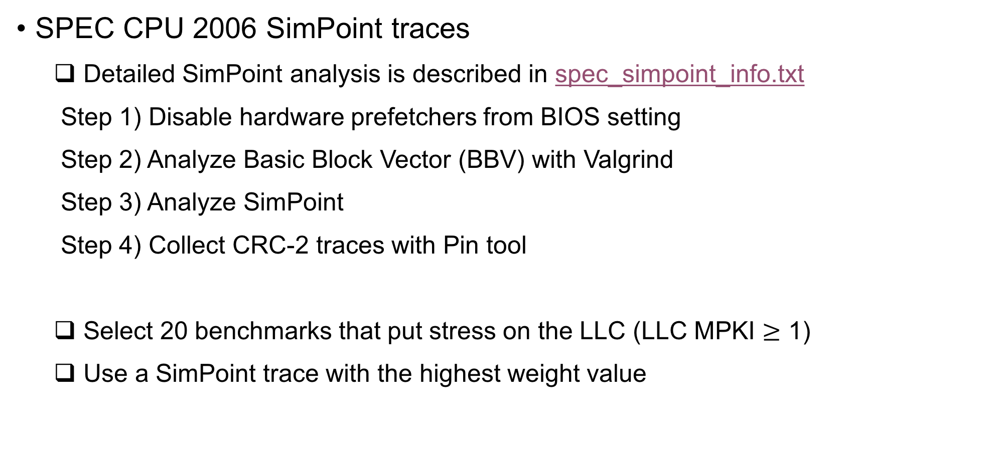 • SPEC CPU 2006 SimPoint traces
❑ Detailed SimPoint analysis is described in spec_simpoint_info.txt
Step 1) Disable hardware prefetchers from BIOS setting
Step 2) Analyze Basic Block Vector (BBV) with Valgrind
Step 3) Analyze SimPoint
Step 4) Collect CRC-2 traces with Pin tool
❑ Select 20 benchmarks that put stress on the LLC (LLC MPKI ≥ 1)
❑ Use a SimPoint trace with the highest weight value